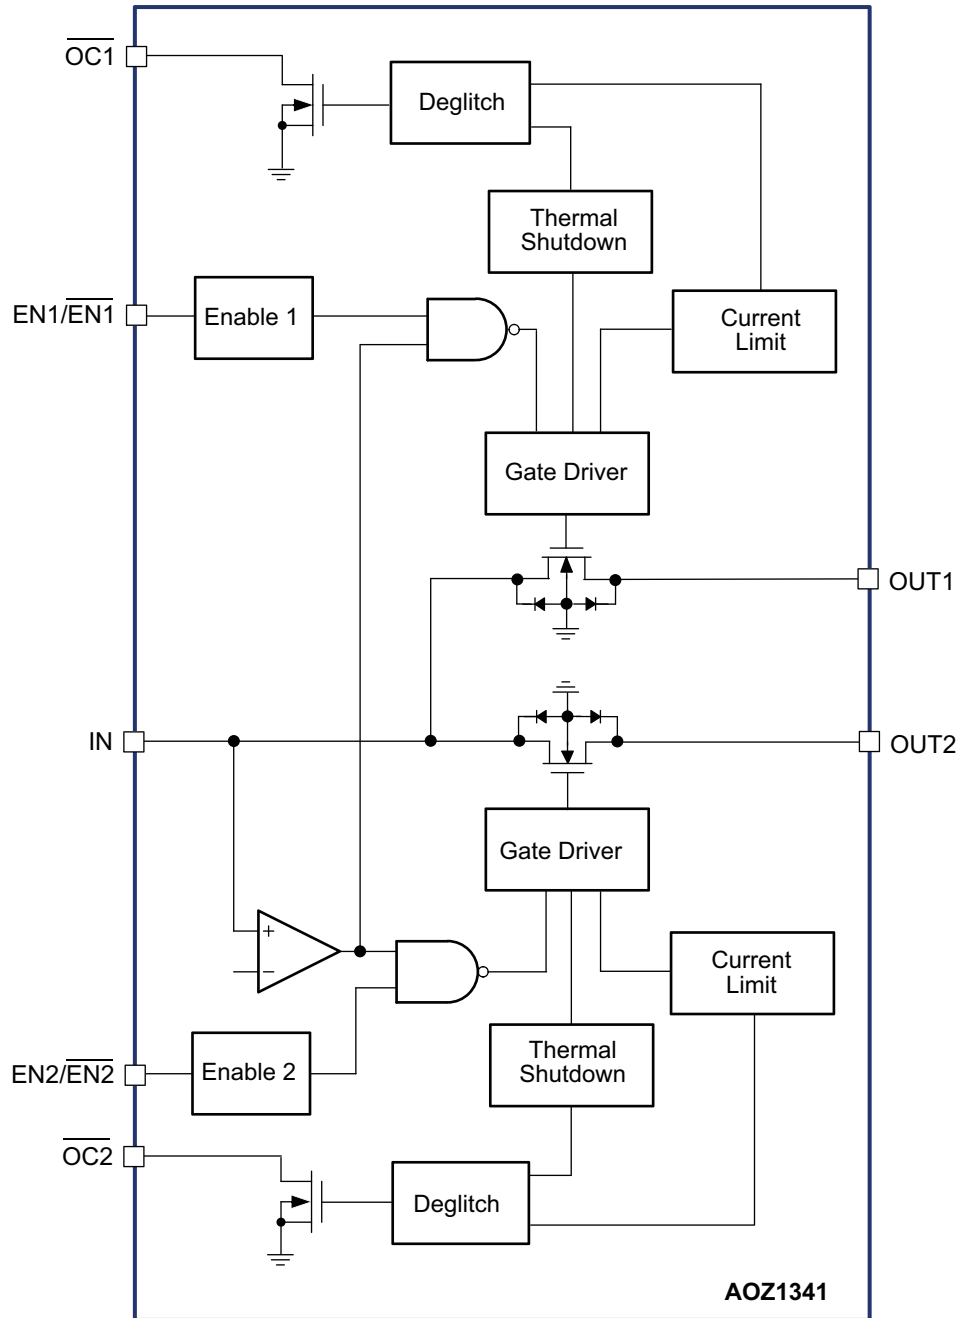 OC1
Deglitch
Thermal
Shutdown
EN1/EN1
Enable 1
Current
Limit
Gate Driver
OUT1
IN
OUT2
Gate Driver
+
−
Current
Limit
Thermal
Shutdown
EN2/EN2
Enable 2
OC2
Deglitch
AOZ1341